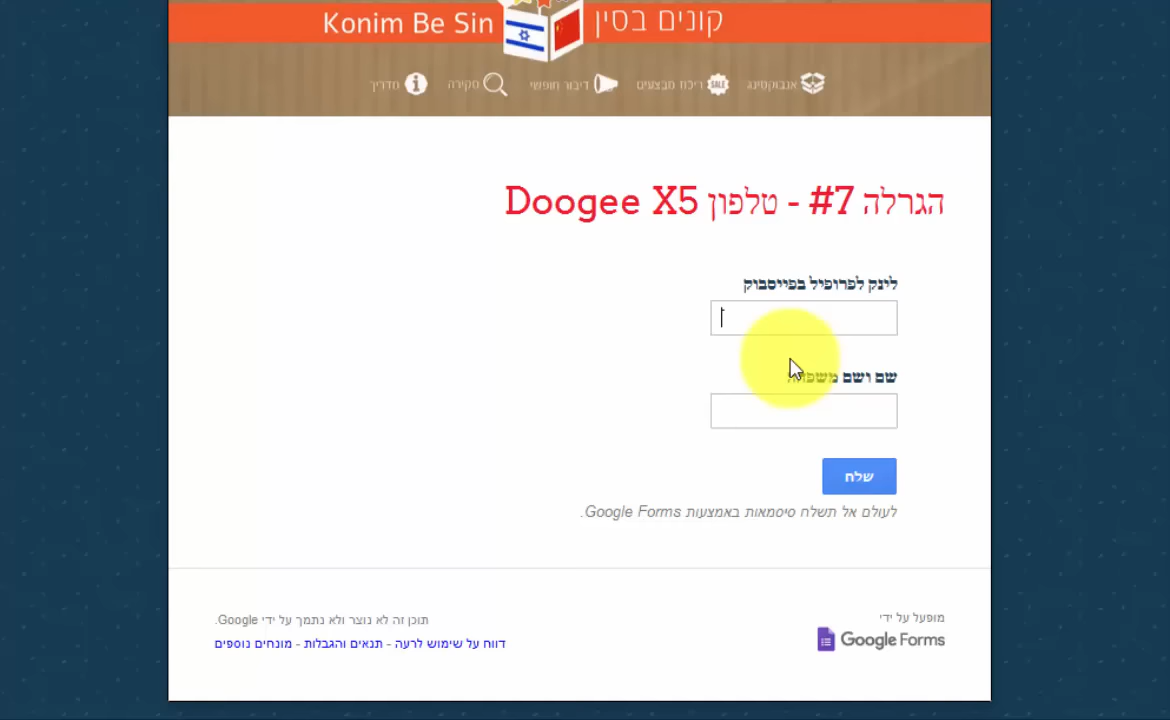 קונים בסין Konim Be Sin
אנבוקסינג ריכוז מבצעים SALE דיבור חופשי סקירה מדריך
הגרלה #7 - טלפון Doogee X5
לינק לפרופיל בפייסבוק
שם ושם משפחה
שלח
לעולם אל תשלח סיסמאות באמצעות Google Forms.
מופעל על ידי
Google Forms
תוכן זה לא נוצר ולא נתמך על ידי Google.
דווח על שימוש לרעה - תנאים והגבלות - מונחים נוספים